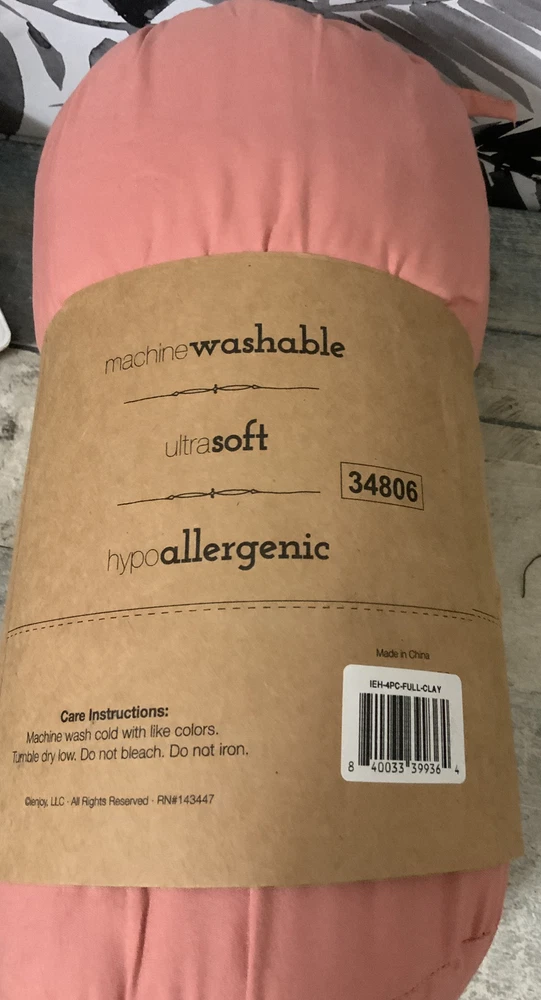 machinewashable
ultrasoft
34806
hypoallergenic
Made in China
IEH-4PC-FULL-CLAY
8 40033 39936 4
Care Instructions:
Machine wash cold with like colors.
Tumble dry low. Do not bleach. Do not iron.
©ienjoy, LLC · All Rights Reserved · RN#143447